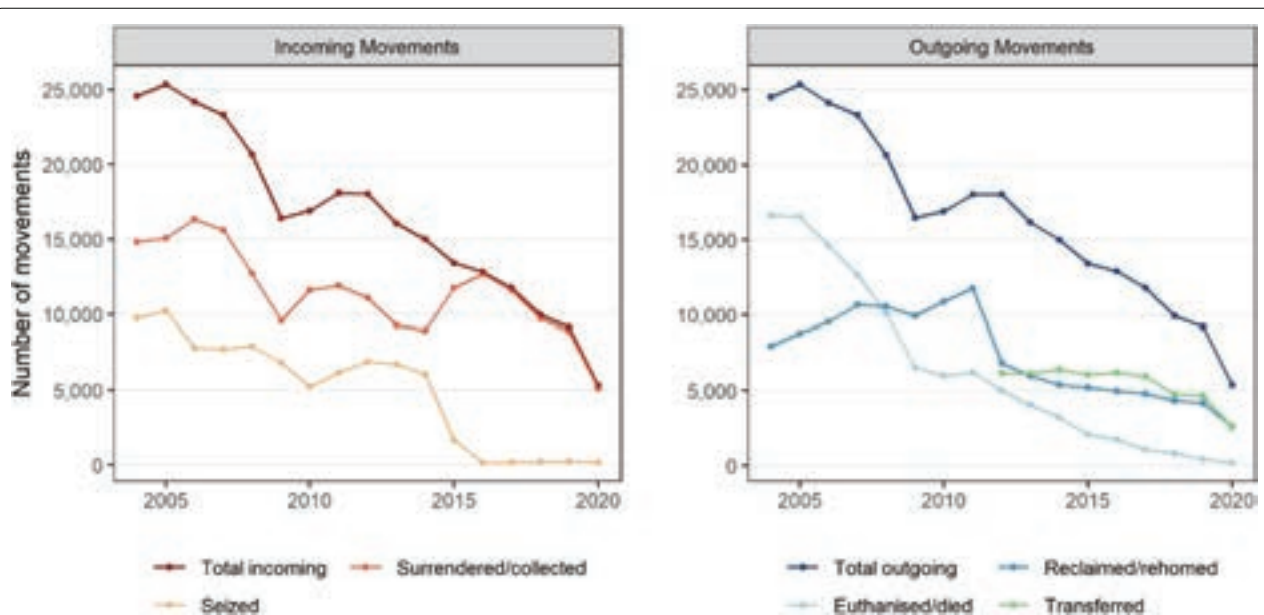 Incoming Movements
Outgoing Movements
Number of movements
25,000
20,000
15,000
10,000
5,000
0
2005 2010 2015 2020
25,000
20,000
15,000
10,000
5,000
0
2005 2010 2015 2020
Total incoming Surrendered/collected
Seized
Total outgoing Reclaimed/rehomed
Euthanised/died Transferred